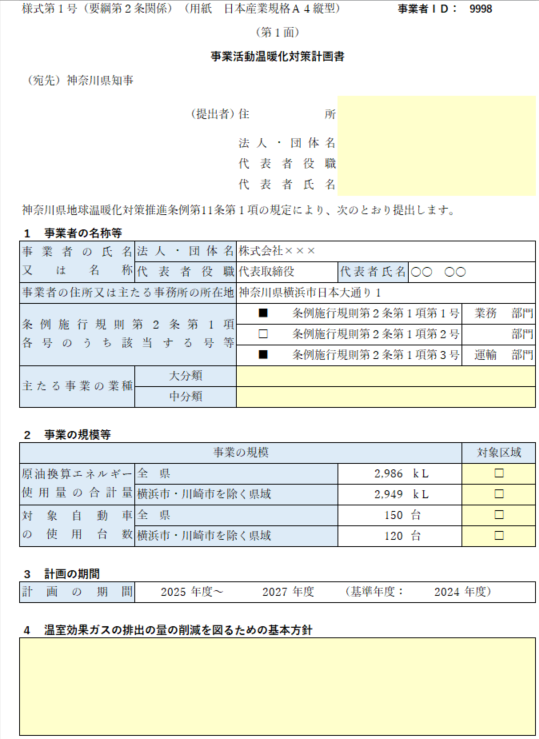 様式第１号（要綱第２条関係）（用紙　日本産業規格Ａ４縦型）　事業者ＩＤ：　9998
（第１面）
事業活動温暖化対策計画書
（宛先）神奈川県知事
（提出者）住所
法人・団体名
代表者役職
代表者氏名
神奈川県地球温暖化対策推進条例第11条第１項の規定により、次のとおり提出します。
１　事業者の名称等
事業者の氏名又は名称　法人・団体名　株式会社×××
代表者役職　代表取締役　代表者氏名　○○　○○
事業者の住所又は主たる事務所の所在地　神奈川県横浜市日本大通り１
条例施行規則第２条第１項各号のうち該当する号等　■　条例施行規則第２条第１項第１号　業務　部門
□　条例施行規則第２条第１項第２号　部門
■　条例施行規則第２条第１項第３号　運輸　部門
主たる事業の業種　大分類
中分類
２　事業の規模等
事業の規模　対象区域
原油換算エネルギー使用量の合計量　全　県　2,986　ｋＬ　□
横浜市・川崎市を除く県域　2,949　ｋＬ　□
対象自動車の使用台数　全　県　150　台　□
横浜市・川崎市を除く県域　120　台　□
３　計画の期間
計画の期間　2025　年度～　2027　年度　（基準年度：　2024　年度）
４　温室効果ガスの排出の量の削減を図るための基本方針